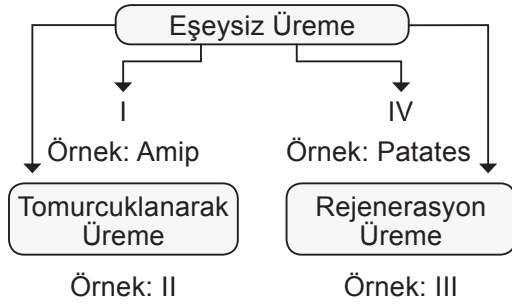 Eşeysiz Üreme
I
IV
Örnek: Amip
Örnek: Patates
Tomurcuklanarak
Üreme
Rejenerasyon
Üreme
Örnek: II
Örnek: III